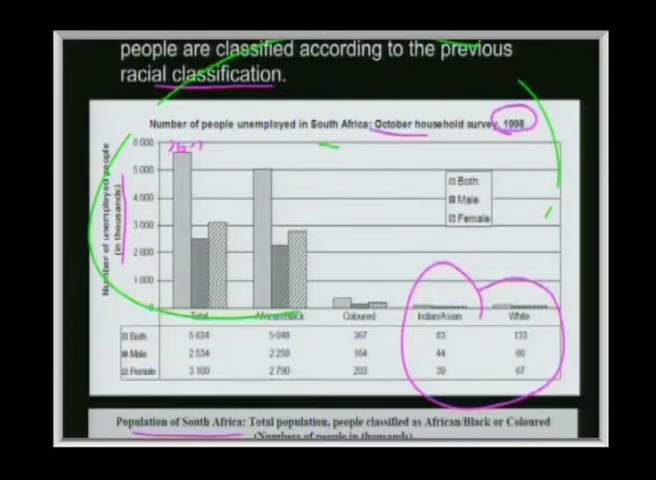 people are classified according to the previous
racial classification.
Number of people unemployed in South Africa; October household survey, 1998
Number of unemployed people
(in thousands)
6 000
5 000
4 000
3 000
2 000
1 000
0
Both
Male
Female
Total African/Black Coloured Indian/Asian White
Both 5 634 5 048 367 83 133
Male 2 534 2 258 164 44 66
Female 3 100 2 790 203 39 67
Population of South Africa: Total population, people classified as African/Black or Coloured
(Numbers of people in thousands)